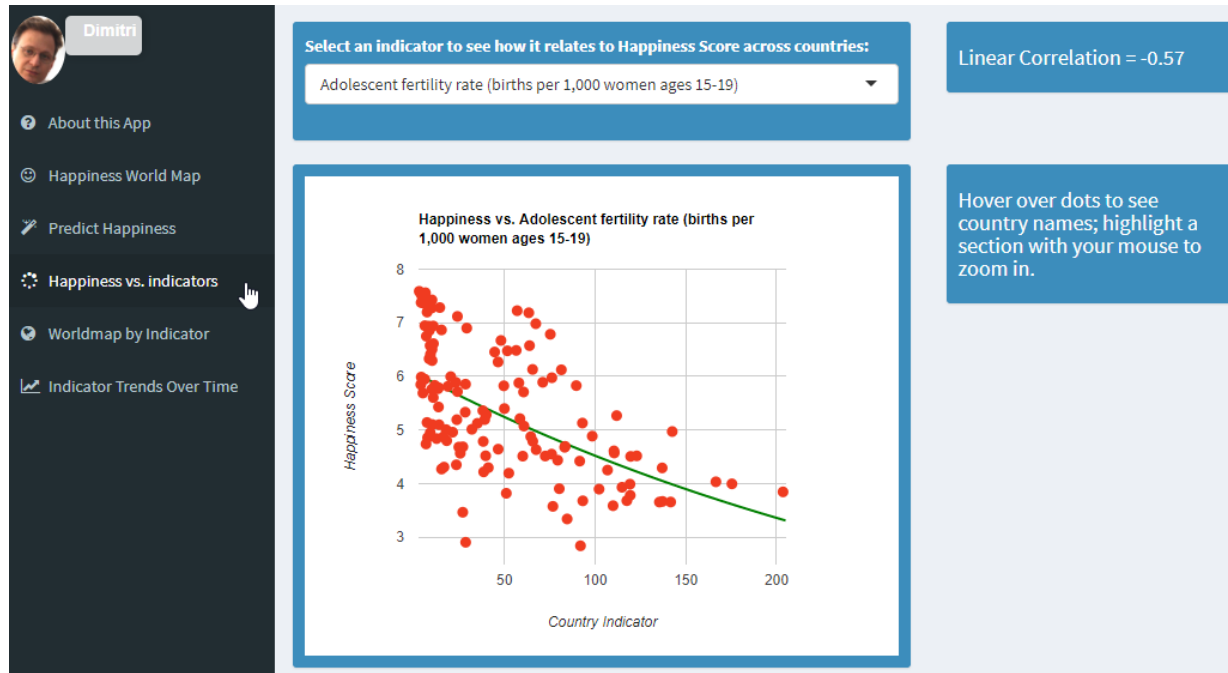 Dimitri
About this App
Happiness World Map
Predict Happiness
Happiness vs. indicators
Worldmap by Indicator
Indicator Trends Over Time
Select an indicator to see how it relates to Happiness Score across countries:
Adolescent fertility rate (births per 1,000 women ages 15-19)
Linear Correlation = -0.57
Hover over dots to see
country names; highlight a
section with your mouse to
zoom in.
Happiness vs. Adolescent fertility rate (births per
1,000 women ages 15-19)
Happiness Score
8
7
6
5
4
3
50 100 150 200
Country Indicator